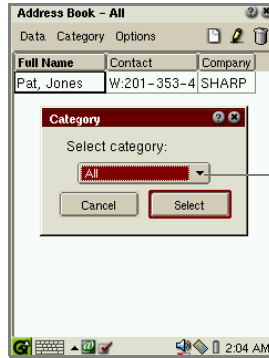 Address Book – All
Data Category Options
Full Name Contact Company
Pat, Jones W:201-353-4 SHARP
Category
Select category:
All
Cancel Select
2:04 AM